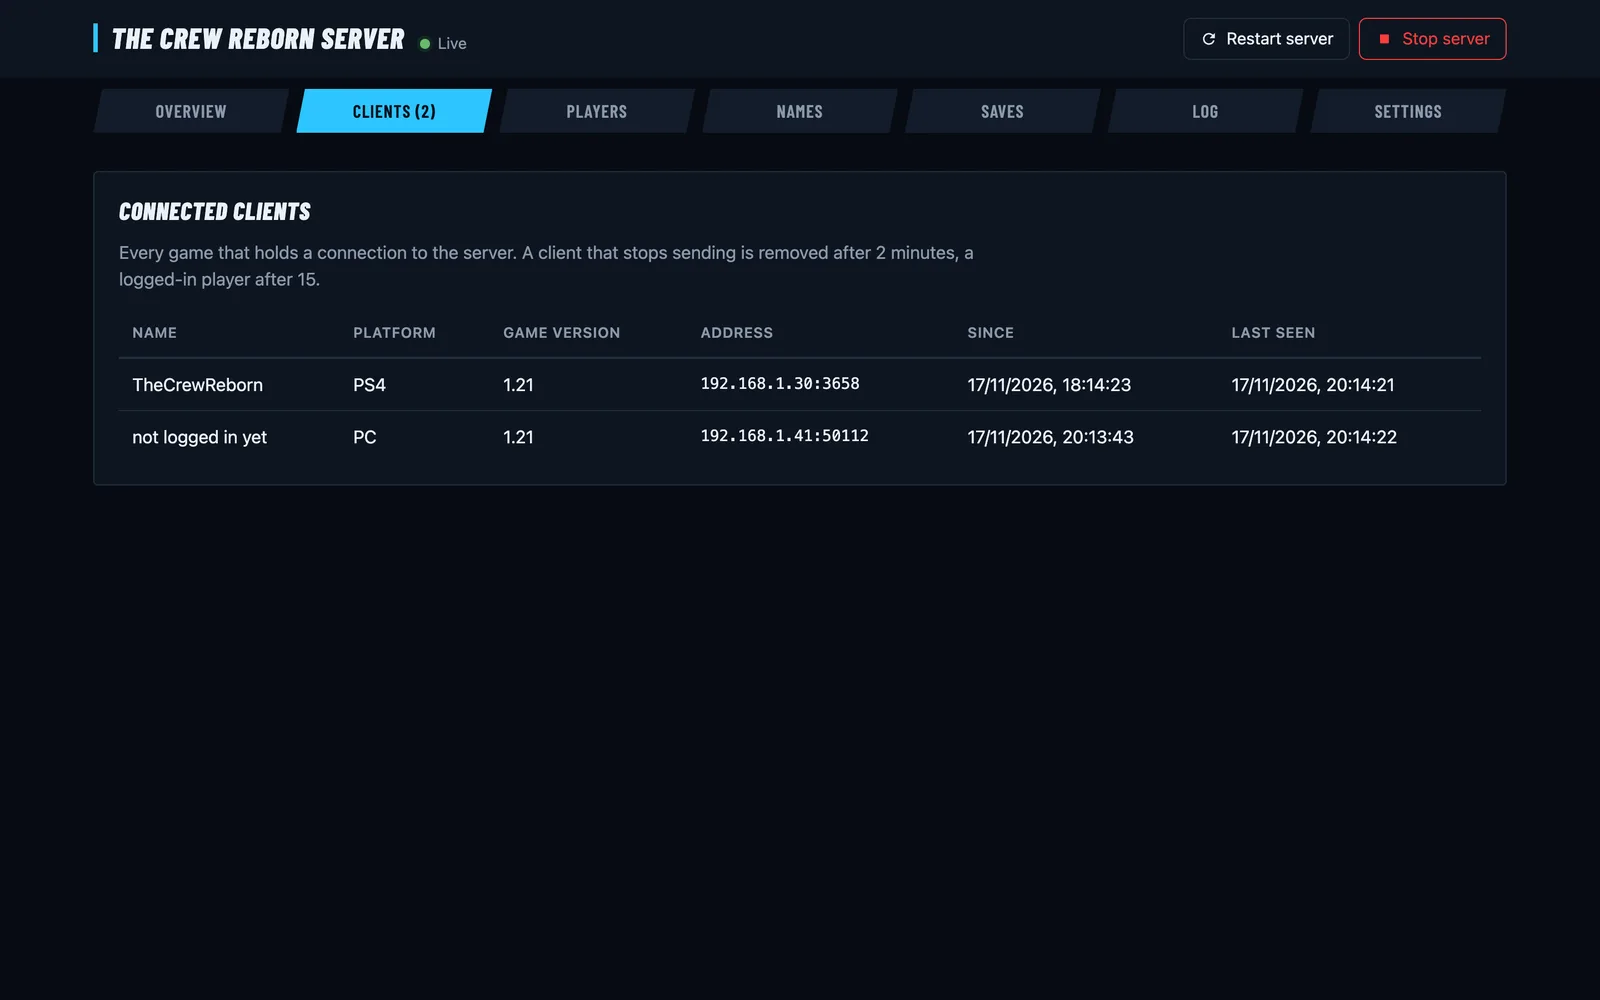 THE CREW REBORN SERVER
Live
Restart server
Stop server
OVERVIEW
CLIENTS (2)
PLAYERS
NAMES
SAVES
LOG
SETTINGS
CONNECTED CLIENTS
Every game that holds a connection to the server. A client that stops sending is removed after 2 minutes, a
logged-in player after 15.
NAME PLATFORM GAME VERSION ADDRESS SINCE LAST SEEN
TheCrewReborn PS4 1.21 192.168.1.30:3658 17/11/2026, 18:14:23 17/11/2026, 20:14:21
not logged in yet PC 1.21 192.168.1.41:50112 17/11/2026, 20:13:43 17/11/2026, 20:14:22